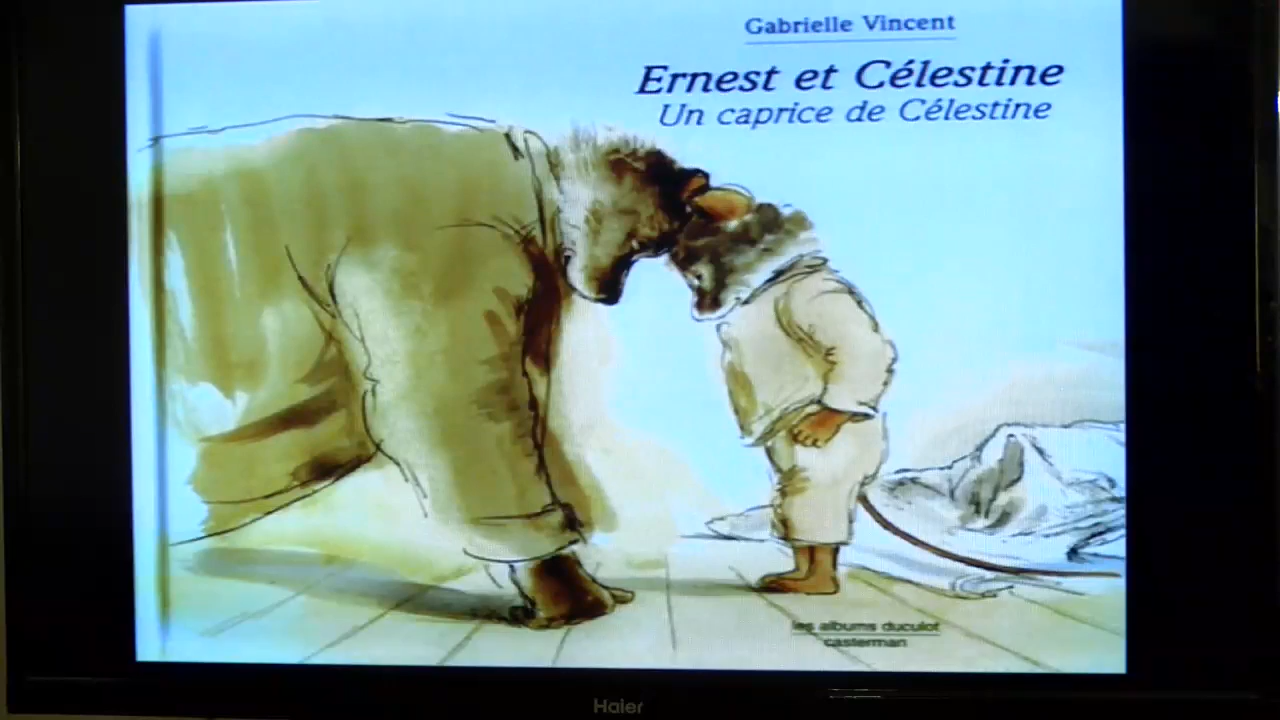 Gabrielle Vincent
Ernest et Célestine
Un caprice de Célestine
les albums duculot
casterman
Haier